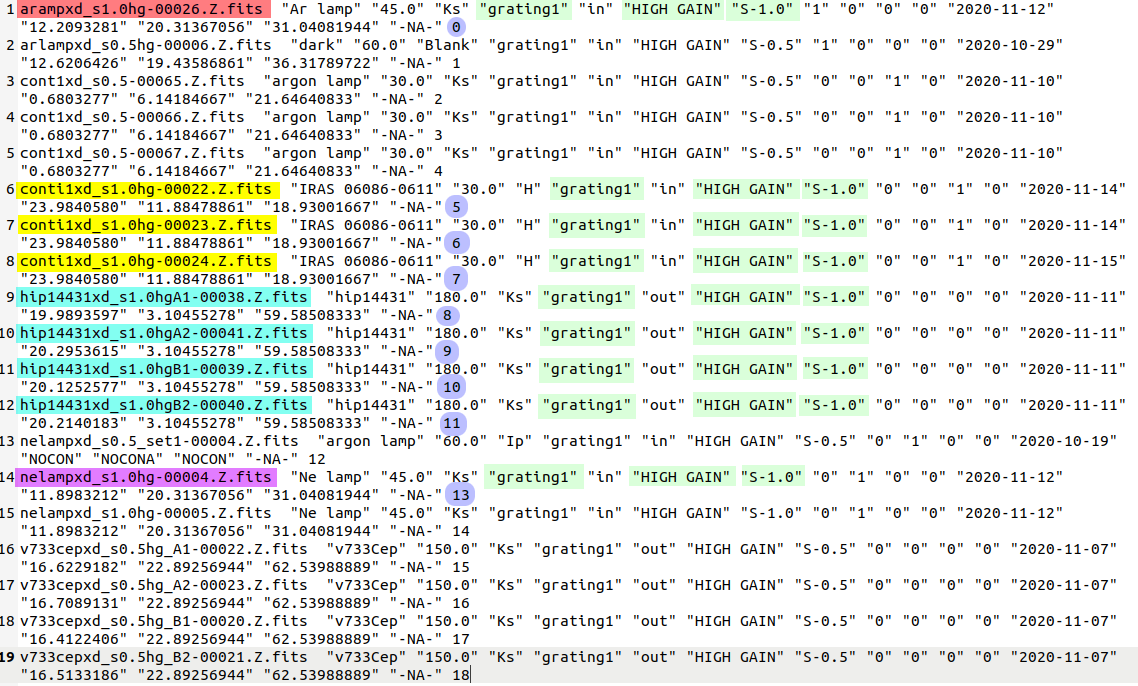 1 arampxd_s1.0hg-00026.Z.fits "Ar lamp" "45.0" "Ks" "grating1" "in" "HIGH GAIN" "S-1.0" "1" "0" "0" "0" "2020-11-12"
"12.2093281" "20.31367056" "31.04081944" "-NA-" 0
2 arlampxd_s0.5hg-00006.Z.fits "dark" "60.0" "Blank" "grating1" "in" "HIGH GAIN" "S-0.5" "1" "0" "0" "0" "2020-10-29"
"12.6206426" "19.43586861" "36.31789722" "-NA-" 1
3 cont1xd_s0.5-00065.Z.fits "argon lamp" "30.0" "Ks" "grating1" "in" "HIGH GAIN" "S-0.5" "0" "0" "1" "0" "2020-11-10"
"0.6803277" "6.14184667" "21.64640833" "-NA-" 2
4 cont1xd_s0.5-00066.Z.fits "argon lamp" "30.0" "Ks" "grating1" "in" "HIGH GAIN" "S-0.5" "0" "0" "1" "0" "2020-11-10"
"0.6803277" "6.14184667" "21.64640833" "-NA-" 3
5 cont1xd_s0.5-00067.Z.fits "argon lamp" "30.0" "Ks" "grating1" "in" "HIGH GAIN" "S-0.5" "0" "0" "1" "0" "2020-11-10"
"0.6803277" "6.14184667" "21.64640833" "-NA-" 4
6 conti1xd_s1.0hg-00022.Z.fits "IRAS 06086-0611" "30.0" "H" "grating1" "in" "HIGH GAIN" "S-1.0" "0" "0" "1" "0" "2020-11-14"
"23.9840580" "11.88478861" "18.93001667" "-NA-" 5
7 conti1xd_s1.0hg-00023.Z.fits "IRAS 06086-0611" "30.0" "H" "grating1" "in" "HIGH GAIN" "S-1.0" "0" "0" "1" "0" "2020-11-14"
"23.9840580" "11.88478861" "18.93001667" "-NA-" 6
8 conti1xd_s1.0hg-00024.Z.fits "IRAS 06086-0611" "30.0" "H" "grating1" "in" "HIGH GAIN" "S-1.0" "0" "0" "1" "0" "2020-11-15"
"23.9840580" "11.88478861" "18.93001667" "-NA-" 7
9 hip14431xd_s1.0hgA1-00038.Z.fits "hip14431" "180.0" "Ks" "grating1" "out" "HIGH GAIN" "S-1.0" "0" "0" "0" "0" "2020-11-11"
"19.9893597" "3.10455278" "59.58508333" "-NA-" 8
10 hip14431xd_s1.0hgA2-00041.Z.fits "hip14431" "180.0" "Ks" "grating1" "out" "HIGH GAIN" "S-1.0" "0" "0" "0" "0" "2020-11-11"
"20.2953615" "3.10455278" "59.58508333" "-NA-" 9
11 hip14431xd_s1.0hgB1-00039.Z.fits "hip14431" "180.0" "Ks" "grating1" "out" "HIGH GAIN" "S-1.0" "0" "0" "0" "0" "2020-11-11"
"20.1252577" "3.10455278" "59.58508333" "-NA-" 10
12 hip14431xd_s1.0hgB2-00040.Z.fits "hip14431" "180.0" "Ks" "grating1" "out" "HIGH GAIN" "S-1.0" "0" "0" "0" "0" "2020-11-11"
"20.2140183" "3.10455278" "59.58508333" "-NA-" 11
13 nelampxd_s0.5_set1-00004.Z.fits "argon lamp" "60.0" "Ip" "grating1" "in" "HIGH GAIN" "S-0.5" "0" "1" "0" "0" "2020-10-19"
"NOCON" "NOCONA" "NOCON" "-NA-" 12
14 nelampxd_s1.0hg-00004.Z.fits "Ne lamp" "45.0" "Ks" "grating1" "in" "HIGH GAIN" "S-1.0" "0" "1" "0" "0" "2020-11-12"
"11.8983212" "20.31367056" "31.04081944" "-NA-" 13
15 nelampxd_s1.0hg-00005.Z.fits "Ne lamp" "45.0" "Ks" "grating1" "in" "HIGH GAIN" "S-1.0" "0" "1" "0" "0" "2020-11-12"
"11.8983212" "20.31367056" "31.04081944" "-NA-" 14
16 v733cepxd_s0.5hg_A1-00022.Z.fits "v733Cep" "150.0" "Ks" "grating1" "out" "HIGH GAIN" "S-0.5" "0" "0" "0" "0" "2020-11-07"
"16.6229182" "22.89256944" "62.53988889" "-NA-" 15
17 v733cepxd_s0.5hg_A2-00023.Z.fits "v733Cep" "150.0" "Ks" "grating1" "out" "HIGH GAIN" "S-0.5" "0" "0" "0" "0" "2020-11-07"
"16.7089131" "22.89256944" "62.53988889" "-NA-" 16
18 v733cepxd_s0.5hg_B1-00020.Z.fits "v733Cep" "150.0" "Ks" "grating1" "out" "HIGH GAIN" "S-0.5" "0" "0" "0" "0" "2020-11-07"
"16.4122406" "22.89256944" "62.53988889" "-NA-" 17
19 v733cepxd_s0.5hg_B2-00021.Z.fits "v733Cep" "150.0" "Ks" "grating1" "out" "HIGH GAIN" "S-0.5" "0" "0" "0" "0" "2020-11-07"
"16.5133186" "22.89256944" "62.53988889" "-NA-" 18